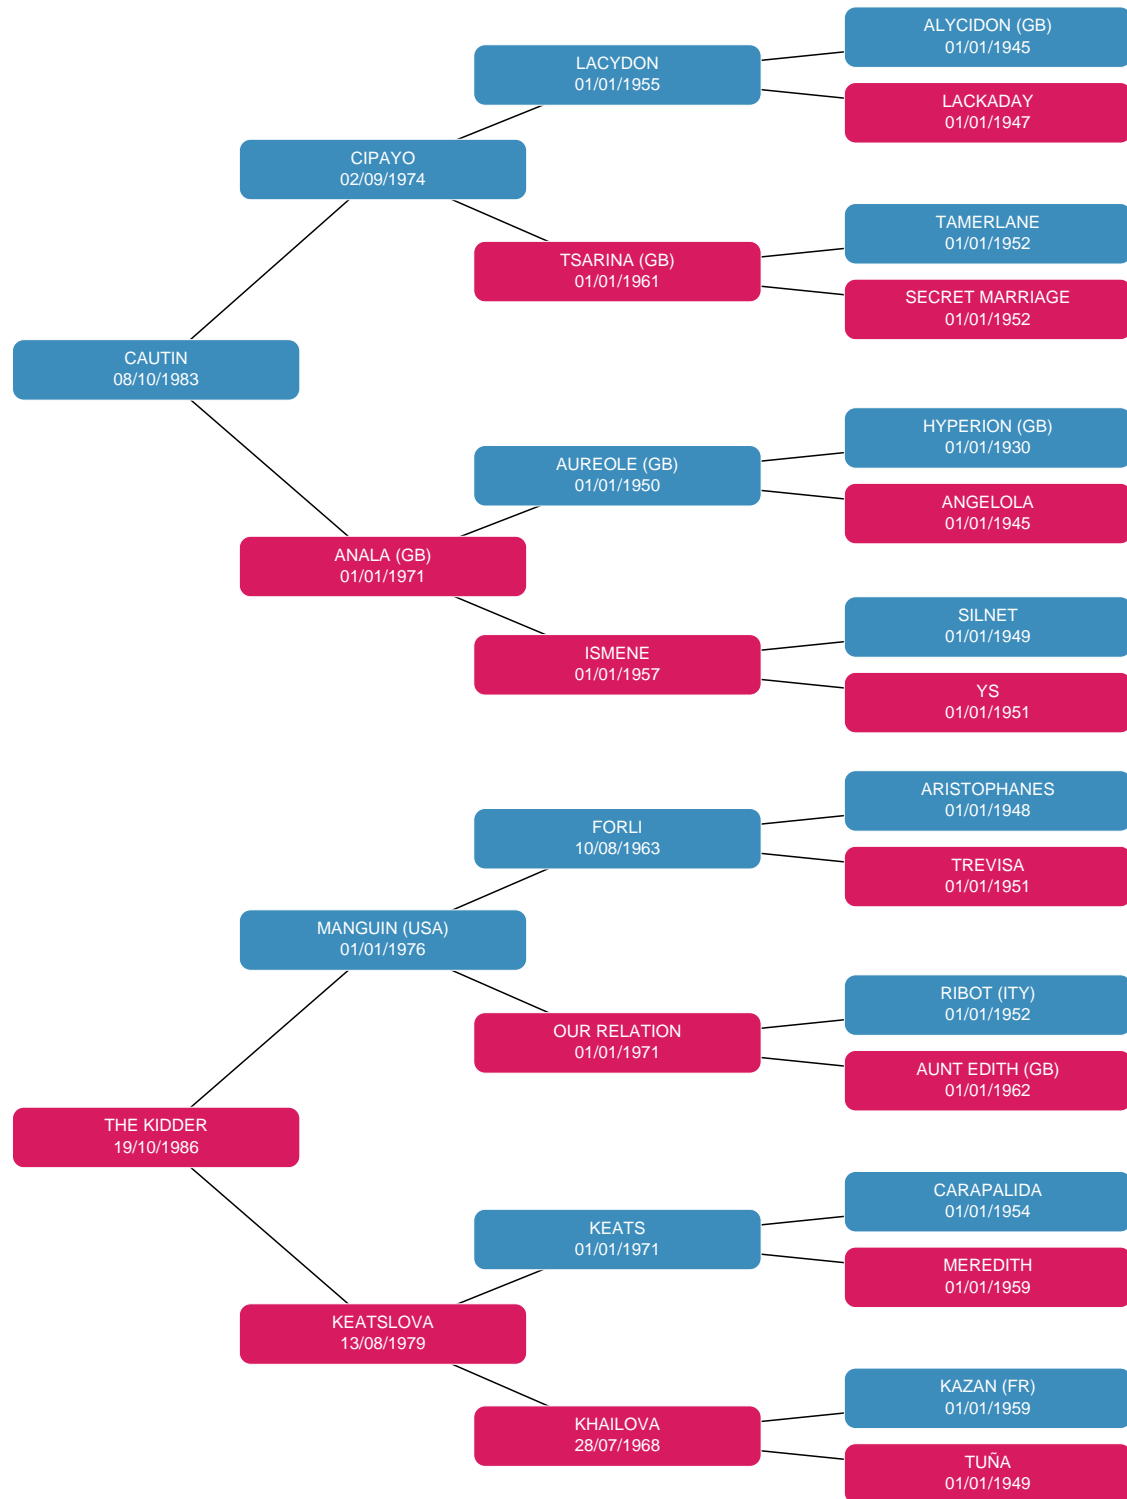 ALYCIDON (GB)
01/01/1945
LACYDON
01/01/1955
LACKADAY
01/01/1947
CIPAYO
02/09/1974
TAMERLANE
01/01/1952
TSARINA (GB)
01/01/1961
SECRET MARRIAGE
01/01/1952
CAUTIN
08/10/1983
HYPERION (GB)
01/01/1930
AUREOLE (GB)
01/01/1950
ANGELOLA
01/01/1945
ANALA (GB)
01/01/1971
SILNET
01/01/1949
ISMENE
01/01/1957
YS
01/01/1951
ARISTOPHANES
01/01/1948
FORLI
10/08/1963
TREVISA
01/01/1951
MANGUIN (USA)
01/01/1976
RIBOT (ITY)
01/01/1952
OUR RELATION
01/01/1971
AUNT EDITH (GB)
01/01/1962
THE KIDDER
19/10/1986
CARAPALIDA
01/01/1954
KEATS
01/01/1971
MEREDITH
01/01/1959
KEATSLOVA
13/08/1979
KAZAN (FR)
01/01/1959
KHAILOVA
28/07/1968
TUÑA
01/01/1949